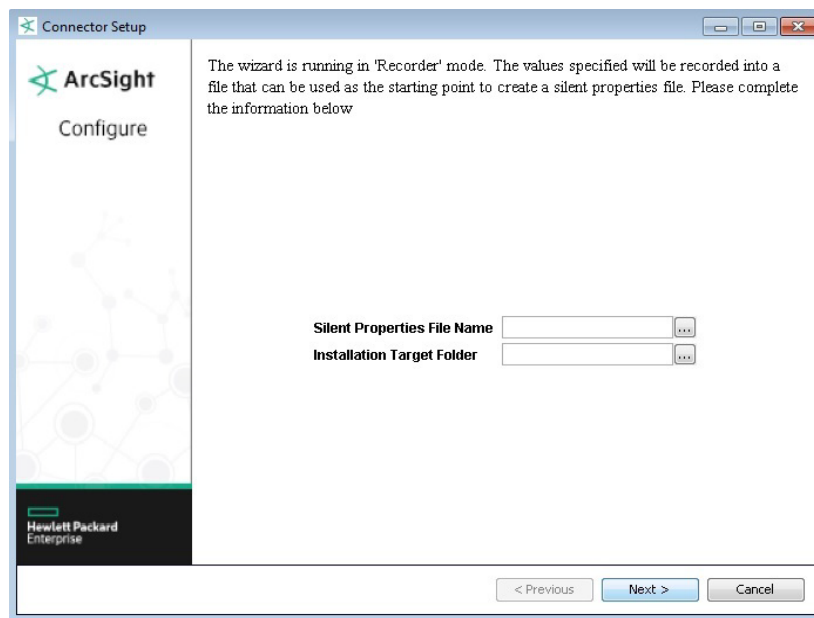 Connector Setup
ArcSight
Configure
The wizard is running in 'Recorder' mode. The values specified will be recorded into a
file that can be used as the starting point to create a silent properties file. Please complete
the information below
Silent Properties File Name
...
Installation Target Folder
...
Hewlett Packard
Enterprise
< Previous
Next >
Cancel